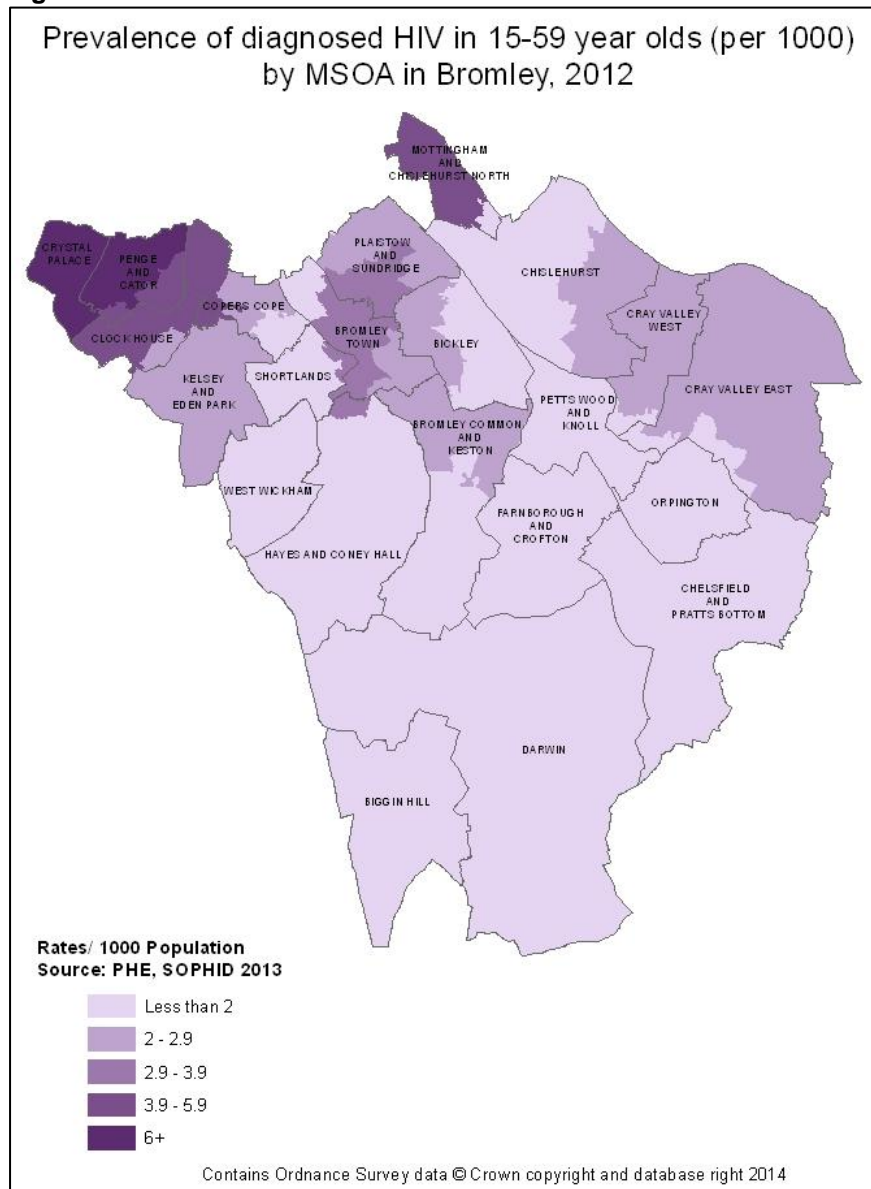 Prevalence of diagnosed HIV in 15-59 year olds (per 1000)
by MSOA in Bromley, 2012
MOTTINGHAM
AND
CHISLEHURST NORTH
CRYSTAL
PALACE
PENGE
AND
CATOR
PLAISTOW
AND
SUNDRIDGE
CHISLEHURST
COPERS COPE
CRAY VALLEY
WEST
CLOCK HOUSE
BROMLEY
TOWN
BICKLEY
KELSEY
AND
EDEN PARK
SHORTLANDS
CRAY VALLEY EAST
PETTS WOOD
AND
KNOLL
BROMLEY COMMON
AND
KESTON
WEST WICKHAM
ORPINGTON
FARNBOROUGH
AND
CROFTON
HAYES AND CONEY HALL
CHELSFIELD
AND
PRATTS BOTTOM
DARWIN
BIGGIN HILL
Rates/ 1000 Population
Source: PHE, SOPHID 2013
Less than 2
2 - 2.9
2.9 - 3.9
3.9 - 5.9
6+
Contains Ordnance Survey data © Crown copyright and database right 2014